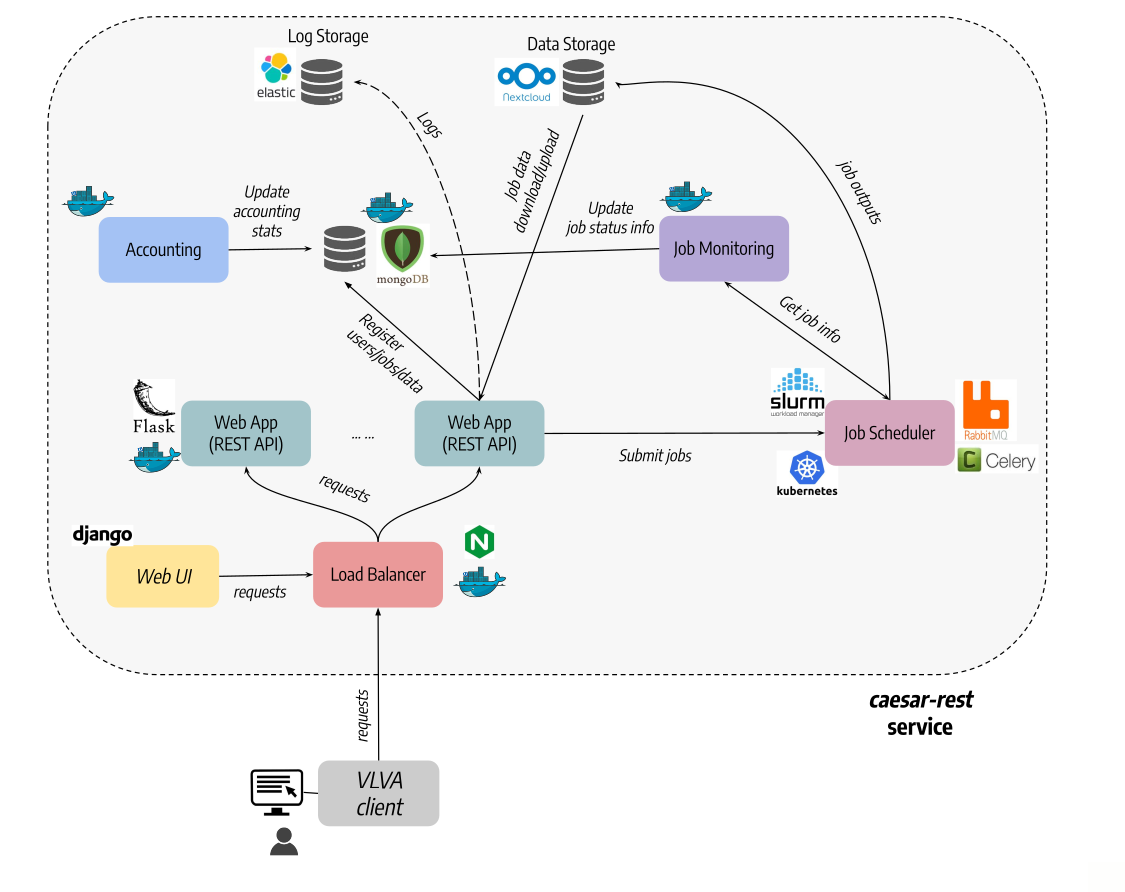 Log Storage
elastic
Data Storage
Nextcloud
Logs
Job data
download/upload
job outputs
Update
accounting
stats
Accounting
mongoDB
Update
job status info
Job Monitoring
Get job info
Register
users/jobs/data
Flask
Web App
(REST API)
... ...
Web App
(REST API)
Submit jobs
slurm
workload manager
Job Scheduler
RabbitMQ
C Celery
kubernetes
requests
django
Web UI
requests
Load Balancer
N
requests
caesar-rest
service
VLVA
client